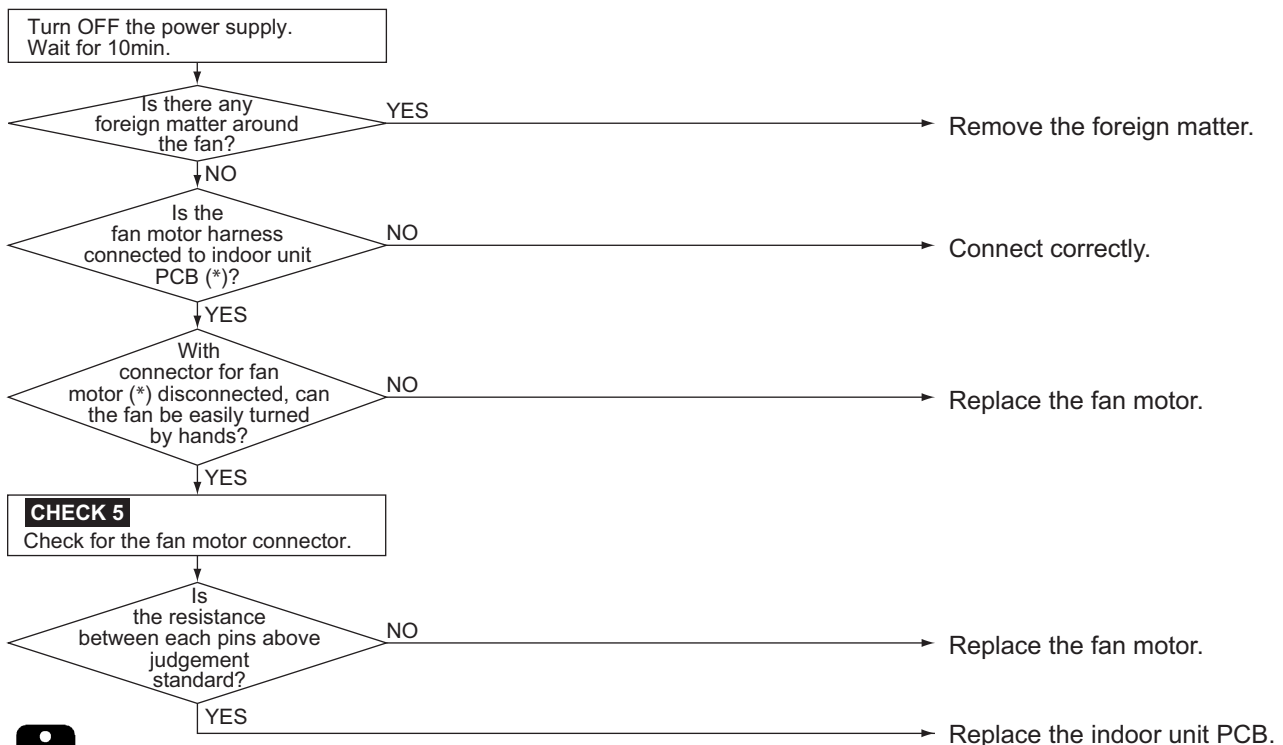 Turn OFF the power supply.
Wait for 10min.
Is there any
foreign matter around
the fan?
YES
Remove the foreign matter.
NO
Is the
fan motor harness
connected to indoor unit
PCB (*)?
NO
Connect correctly.
YES
With
connector for fan
motor (*) disconnected, can
the fan be easily turned
by hands?
NO
Replace the fan motor.
YES
CHECK 5
Check for the fan motor connector.
Is
the resistance
between each pins above
judgement
standard?
NO
Replace the fan motor.
YES
Replace the indoor unit PCB.